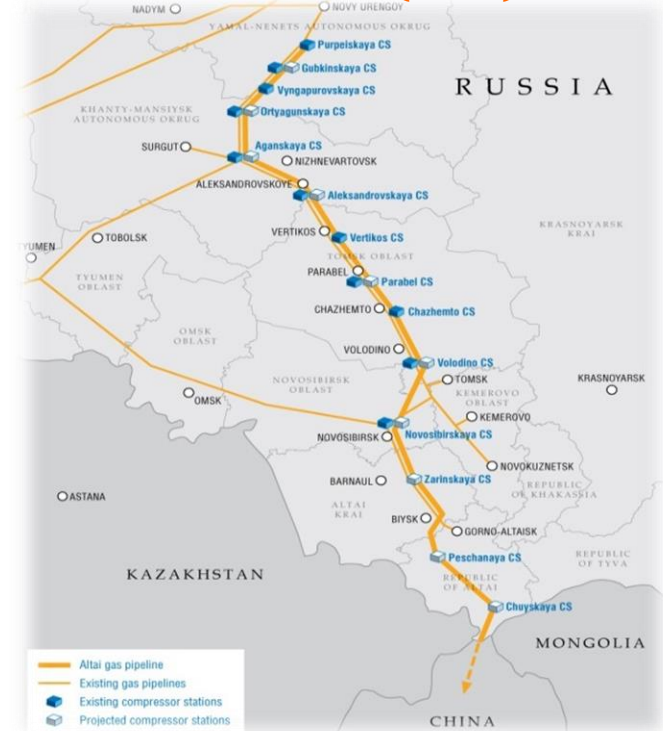 NADYM
NOVY URENGOY
YAMAL-NENETS AUTONOMOUS OKRUG
Purpeiskaya CS
Gubkinskaya CS
Vyngapurovskaya CS
RUSSIA
KHANTY-MANSIYSK
AUTONOMOUS OKRUG
Ortyagunskaya CS
SURGUT
Aganskaya CS
NIZHNEVARTOVSK
ALEKSANDROVSKOYE
Aleksandrovskaya CS
KRASNOYARSK
KRAI
VERTIKOS
Vertikos CS
TOBOLSK
TYUMEN
TOMSK OBLAST
TYUMEN
OBLAST
PARABEL
Parabel CS
CHAZHEMTO
Chazhemto CS
OMSK
OBLAST
VOLODINO
Volodino CS
TOMSK
KRASNOYARSK
NOVOSIBIRSK
OBLAST
KEMEROVO
OBLAST
OMSK
KEMEROVO
NOVOSIBIRSK
Novosibirskaya CS
NOVOKUZNETSK
BARNAUL
Zarinskaya CS
REPUBLIC
OF KHAKASSIA
ASTANA
ALTAI
KRAI
BIYSK
GORNO-ALTAISK
Peschanaya CS
REPUBLIC
OF TYVA
KAZAKHSTAN
REPUBLIC
OF ALTAI
Chuyskaya CS
MONGOLIA
Altai gas pipeline
Existing gas pipelines
Existing compressor stations
Projected compressor stations
CHINA